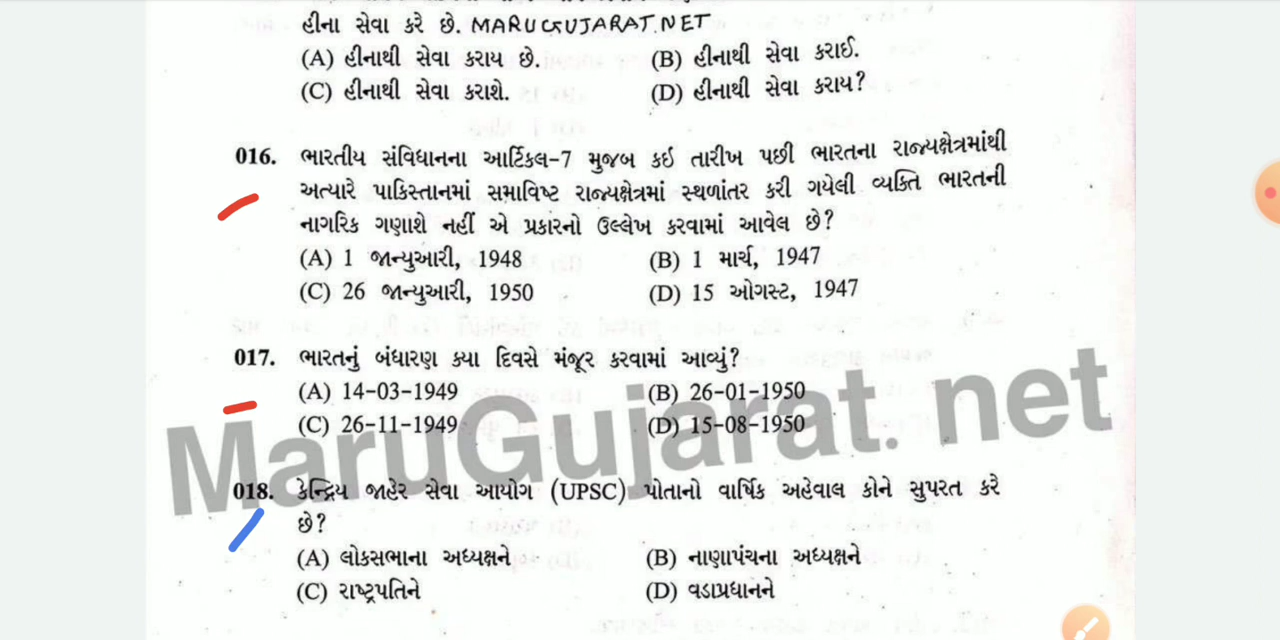 હીના સેવા કરે છે. MARUGUJARAT.NET
(A) હીનાથી સેવા કરાય છે. (B) હીનાથી સેવા કરાઈ.
(C) હીનાથી સેવા કરાશે. (D) હીનાથી સેવા કરાય?
016. ભારતીય સંવિધાનના આર્ટિકલ-7 મુજબ કઇ તારીખ પછી ભારતના રાજ્યક્ષેત્રમાંથી
અત્યારે પાકિસ્તાનમાં સમાવિષ્ટ રાજ્યક્ષેત્રમાં સ્થળાંતર કરી ગયેલી વ્યક્તિ ભારતની
નાગરિક ગણાશે નહીં એ પ્રકારનો ઉલ્લેખ કરવામાં આવેલ છે?
(A) 1 જાન્યુઆરી, 1948 (B) 1 માર્ચ, 1947
(C) 26 જાન્યુઆરી, 1950 (D) 15 ઓગસ્ટ, 1947
017. ભારતનું બંધારણ ક્યા દિવસે મંજૂર કરવામાં આવ્યું?
(A) 14-03-1949 (B) 26-01-1950
(C) 26-11-1949 (D) 15-08-1950
MaruGujarat.net
018. કેન્દ્રિય જાહેર સેવા આયોગ (UPSC) પોતાનો વાર્ષિક અહેવાલ કોને સુપરત કરે
છે?
(A) લોકસભાના અધ્યક્ષને (B) નાણાપંચના અધ્યક્ષને
(C) રાષ્ટ્રપતિને (D) વડાપ્રધાનને